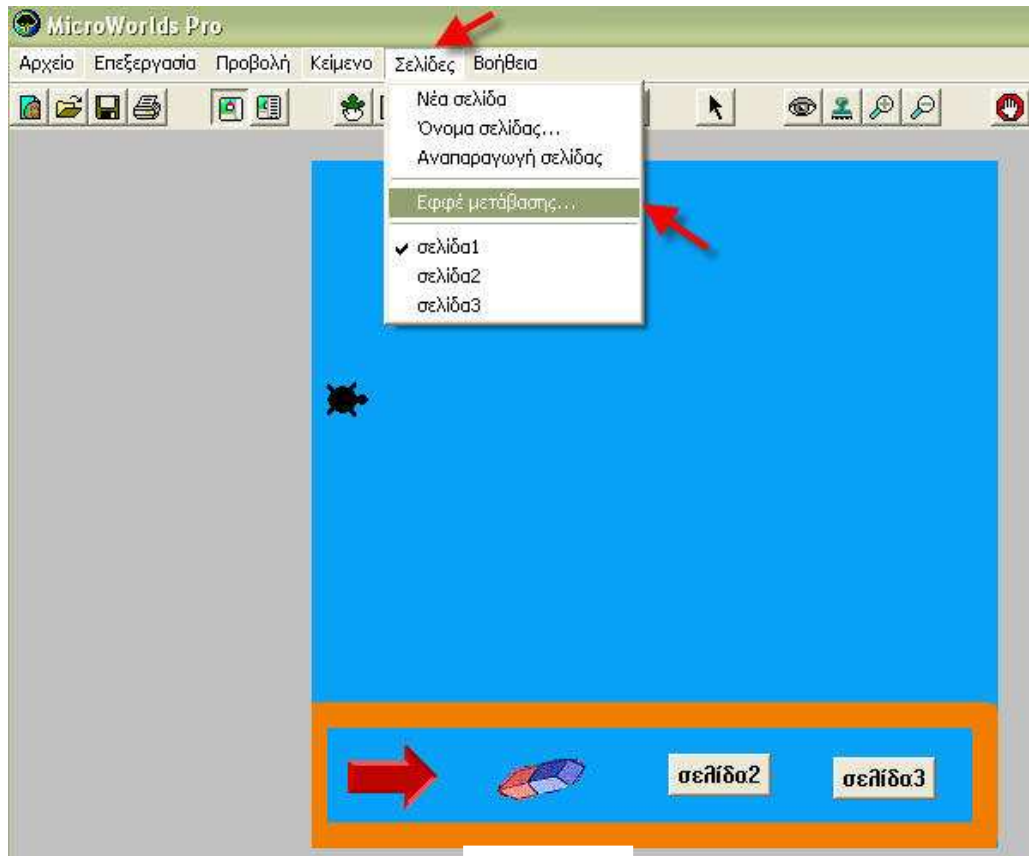 MicroWorlds Pro
Αρχείο Επεξεργασία Προβολή Κείμενο Σελίδες Βοήθεια
Νέα σελίδα
Όνομα σελίδας...
Αναπαραγωγή σελίδας
Εφφέ μετάβασης...
σελίδα1
σελίδα2
σελίδα3
σελίδα2 σελίδα3